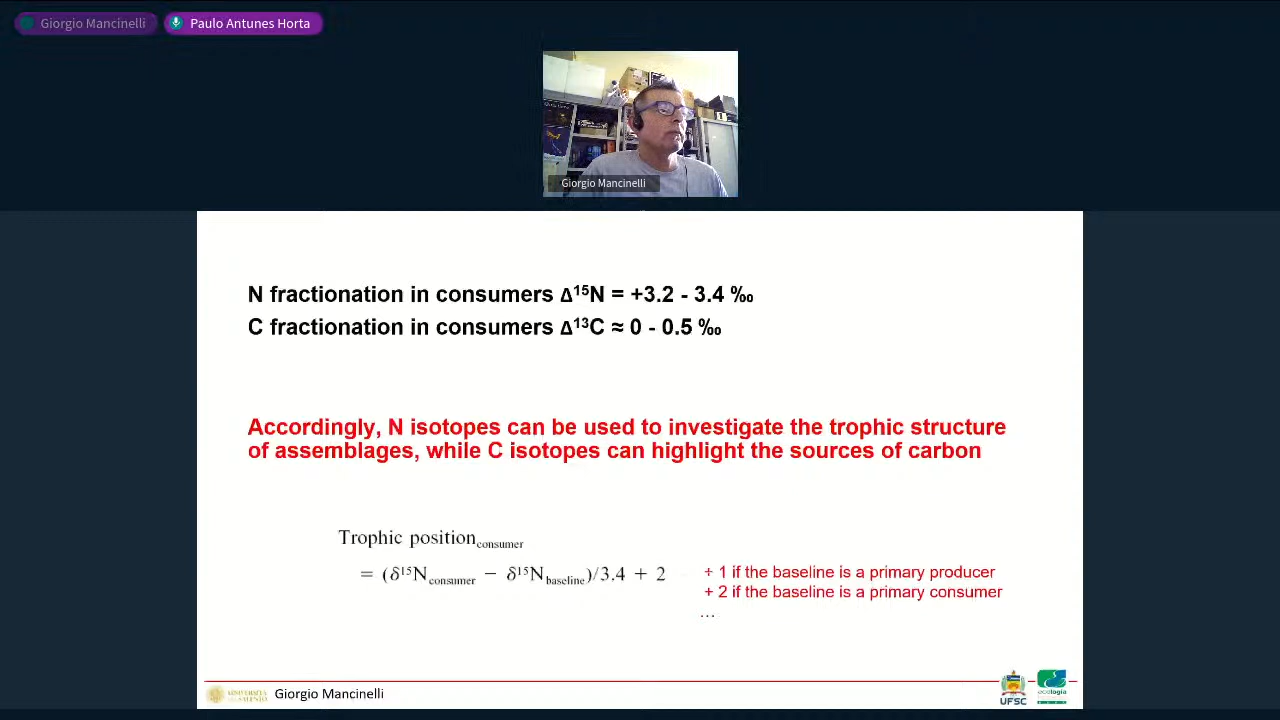 Giorgio Mancinelli
Paulo Antunes Horta
Giorgio Mancinelli
N fractionation in consumers Δ¹⁵N = +3.2 - 3.4 ‰
C fractionation in consumers Δ¹³C ≈ 0 - 0.5 ‰
Accordingly, N isotopes can be used to investigate the trophic structure
of assemblages, while C isotopes can highlight the sources of carbon
Trophic position consumer
= (δ¹⁵N consumer − δ¹⁵N baseline)/3.4 + 2
+ 1 if the baseline is a primary producer
+ 2 if the baseline is a primary consumer
...
Giorgio Mancinelli
UFSC
ecologia